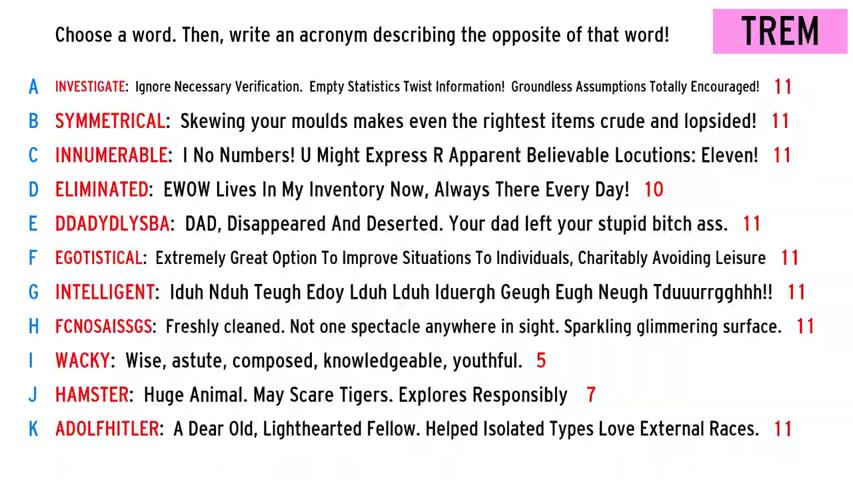 Choose a word. Then, write an acronym describing the opposite of that word!
TREM
A INVESTIGATE: Ignore Necessary Verification. Empty Statistics Twist Information! Groundless Assumptions Totally Encouraged! 11
B SYMMETRICAL: Skewing your moulds makes even the rightest items crude and lopsided! 11
C INNUMERABLE: I No Numbers! U Might Express R Apparent Believable Locutions: Eleven! 11
D ELIMINATED: EWOW Lives In My Inventory Now, Always There Every Day! 10
E DDADYDLYSBA: DAD, Disappeared And Deserted. Your dad left your stupid bitch ass. 11
F EGOTISTICAL: Extremely Great Option To Improve Situations To Individuals, Charitably Avoiding Leisure 11
G INTELLIGENT: Iduh Nduh Teugh Edoy Lduh Lduh Iduergh Geugh Eugh Neugh Tduuurrgghhh!! 11
H FCNOSAISSGS: Freshly cleaned. Not one spectacle anywhere in sight. Sparkling glimmering surface. 11
I WACKY: Wise, astute, composed, knowledgeable, youthful. 5
J HAMSTER: Huge Animal. May Scare Tigers. Explores Responsibly 7
K ADOLFHITLER: A Dear Old, Lighthearted Fellow. Helped Isolated Types Love External Races. 11